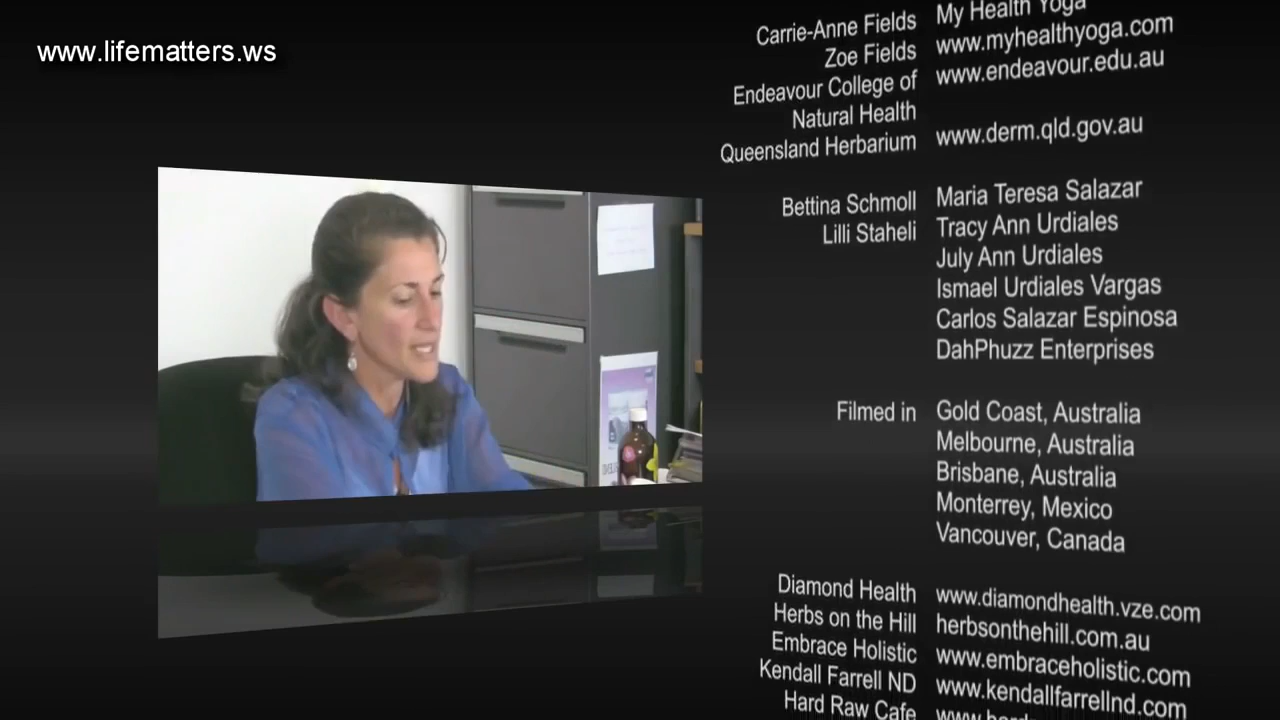 www.lifematters.ws
Carrie-Anne Fields My Health Yoga
Zoe Fields www.myhealthyoga.com
Endeavour College of www.endeavour.edu.au
Natural Health
Queensland Herbarium www.derm.qld.gov.au
Bettina Schmoll Maria Teresa Salazar
Lilli Staheli Tracy Ann Urdiales
July Ann Urdiales
Ismael Urdiales Vargas
Carlos Salazar Espinosa
DahPhuzz Enterprises
Filmed in Gold Coast, Australia
Melbourne, Australia
Brisbane, Australia
Monterrey, Mexico
Vancouver, Canada
Diamond Health www.diamondhealth.vze.com
Herbs on the Hill herbsonthehill.com.au
Embrace Holistic www.embraceholistic.com
Kendall Farrell ND www.kendallfarrellnd.com
Hard Raw Cafe